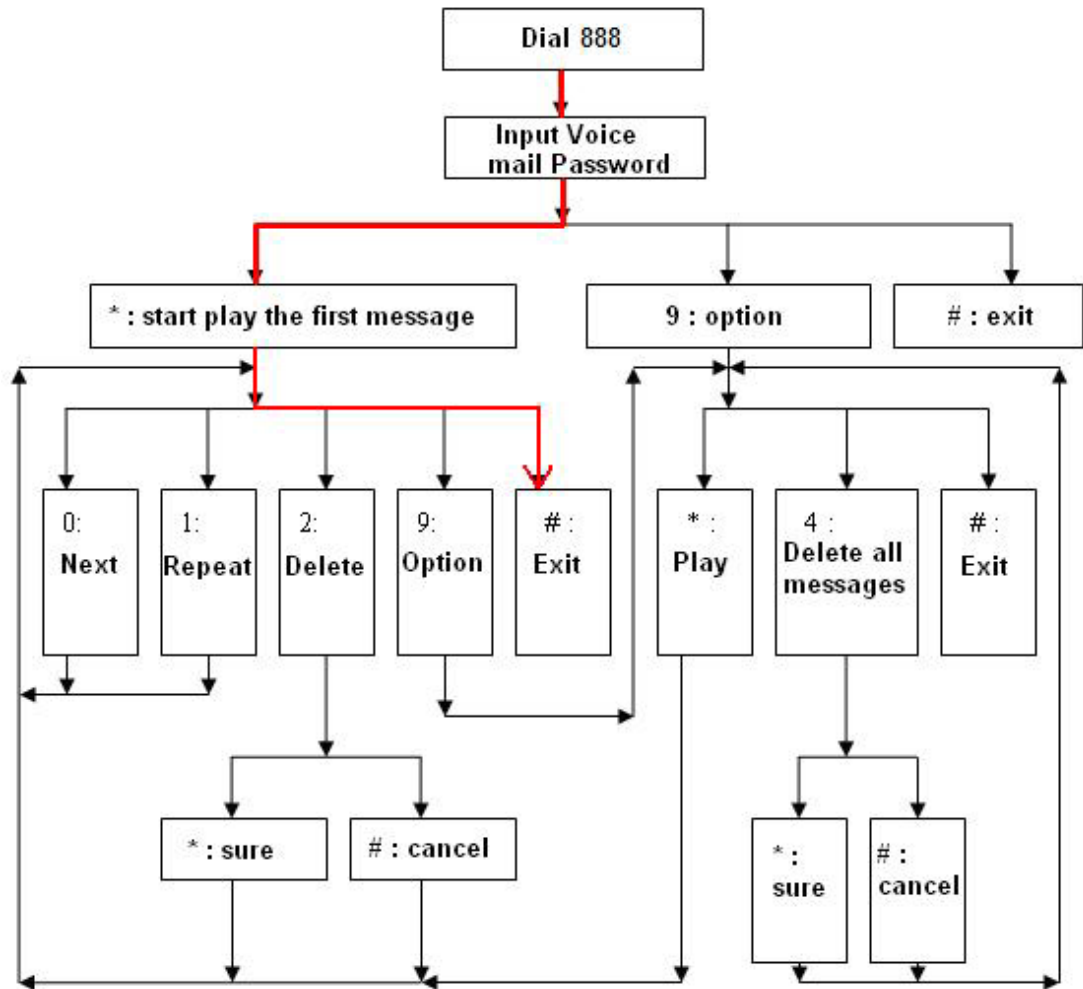 Dial 888
Input Voice
mail Password
* : start play the first message
9 : option
# : exit
0:
Next
1:
Repeat
2:
Delete
9:
Option
# :
Exit
* :
Play
4 :
Delete all
messages
# :
Exit
* : sure
# : cancel
* :
sure
# :
cancel